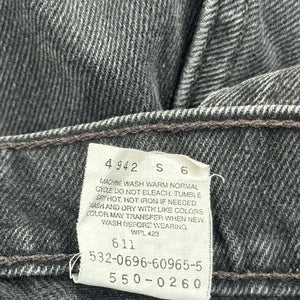 4942 S 6
MACHINE WASH WARM NORMAL
CYCLE DO NOT BLEACH. TUMBLE
DRY HOT. HOT IRON IF NEEDED
WASH AND DRY WITH LIKE COLORS.
COLOR MAY TRANSFER WHEN NEW
WASH BEFORE WEARING.
WPL 423
611
532-0696-60965-5
550-0260